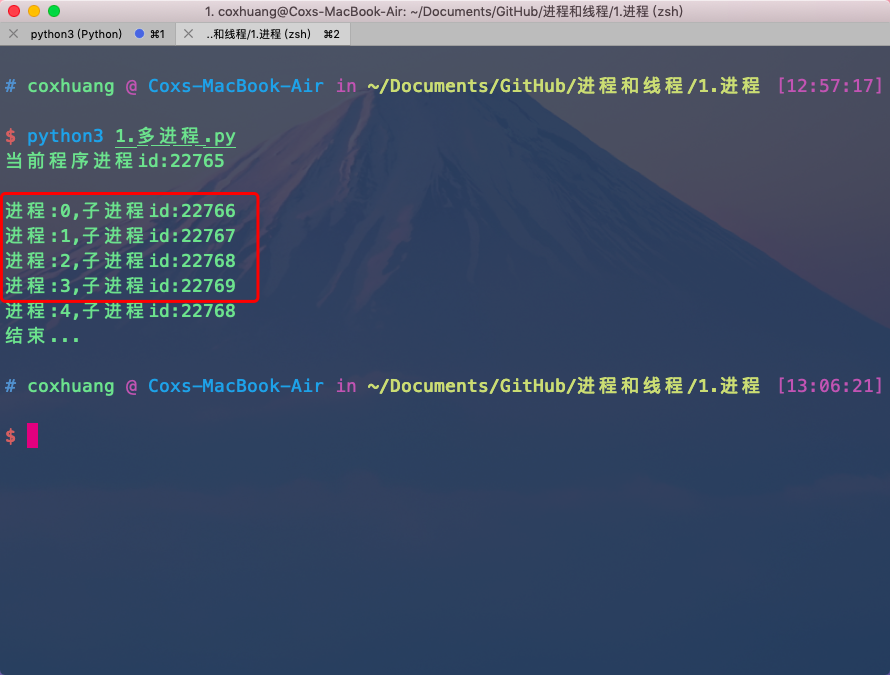 1. coxhuang@Coxs-MacBook-Air: ~/Documents/GitHub/进程和线程/1.进程 (zsh)
python3 (Python) ⌘1 ..和线程/1.进程 (zsh) ⌘2
# coxhuang @ Coxs-MacBook-Air in ~/Documents/GitHub/进程和线程/1.进程 [12:57:17]
$ python3 1.多进程.py
当前程序进程id:22765
进程:0,子进程id:22766
进程:1,子进程id:22767
进程:2,子进程id:22768
进程:3,子进程id:22769
进程:4,子进程id:22768
结束...
# coxhuang @ Coxs-MacBook-Air in ~/Documents/GitHub/进程和线程/1.进程 [13:06:21]
$